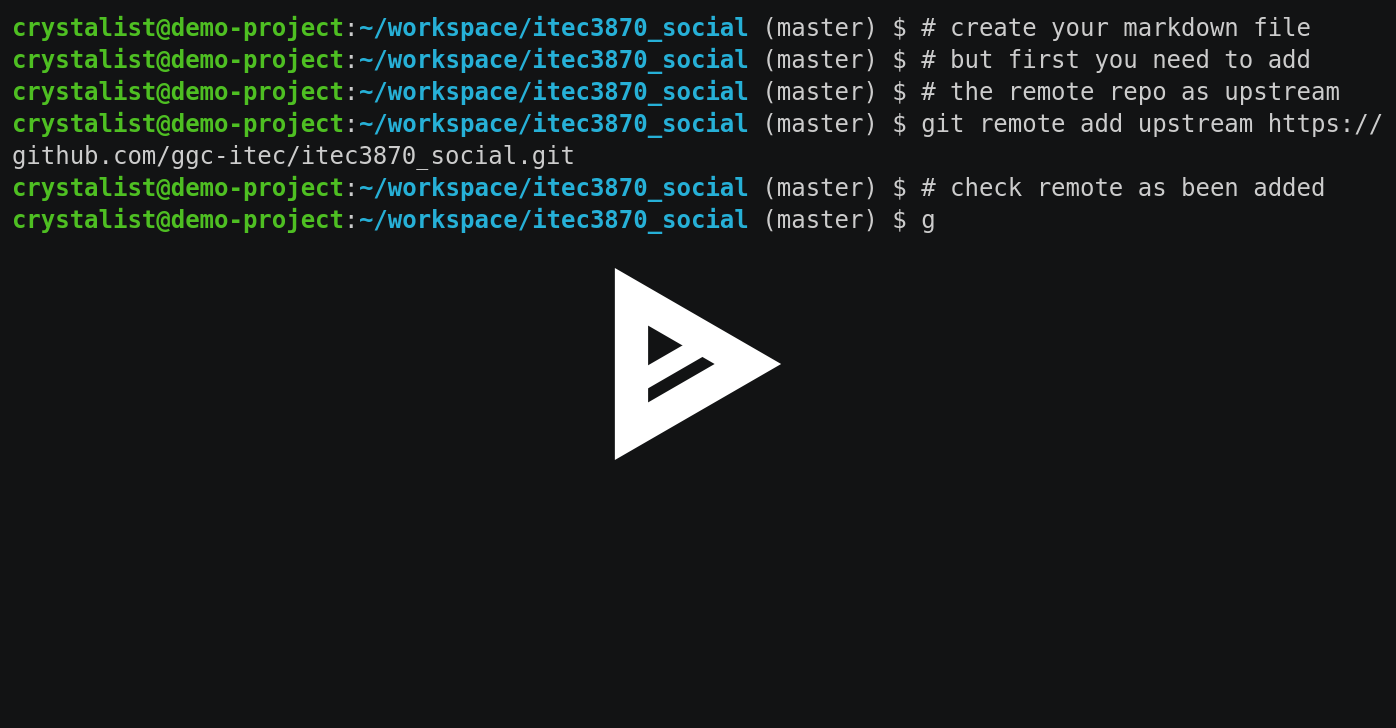 crystalist@demo-project:~/workspace/itec3870_social (master) $ # create your markdown file
crystalist@demo-project:~/workspace/itec3870_social (master) $ # but first you need to add
crystalist@demo-project:~/workspace/itec3870_social (master) $ # the remote repo as upstream
crystalist@demo-project:~/workspace/itec3870_social (master) $ git remote add upstream https://
github.com/ggc-itec/itec3870_social.git
crystalist@demo-project:~/workspace/itec3870_social (master) $ # check remote as been added
crystalist@demo-project:~/workspace/itec3870_social (master) $ g